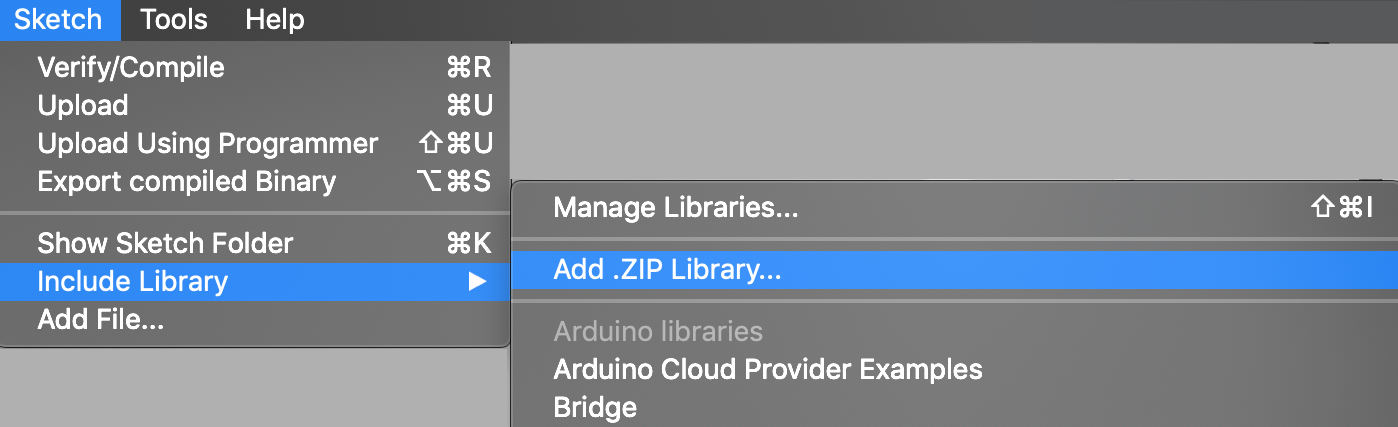 Sketch Tools Help
Verify/Compile ⌘R
Upload ⌘U
Upload Using Programmer ⇧⌘U
Export compiled Binary ⌥⌘S
Manage Libraries... ⇧⌘I
Show Sketch Folder ⌘K
Include Library ▶
Add .ZIP Library...
Add File...
Arduino libraries
Arduino Cloud Provider Examples
Bridge